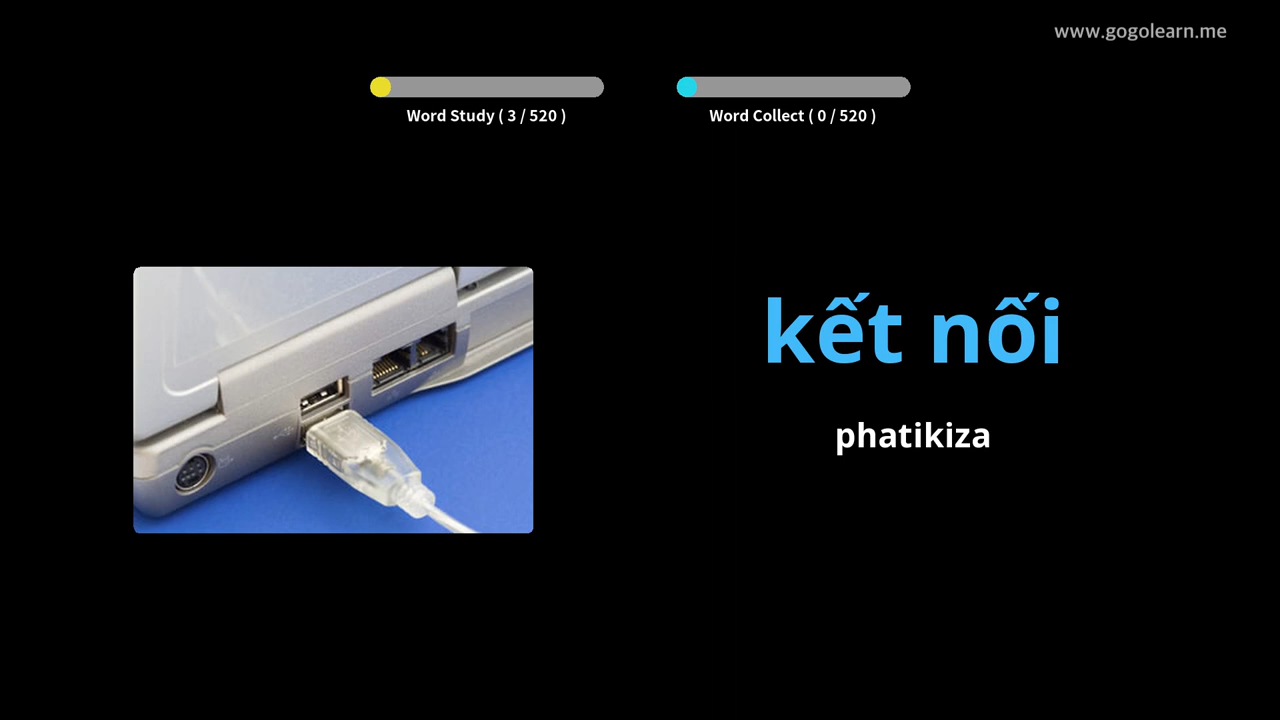 www.gogolearn.me
Word Study ( 3 / 520 )
Word Collect ( 0 / 520 )
kết nối
phatikiza